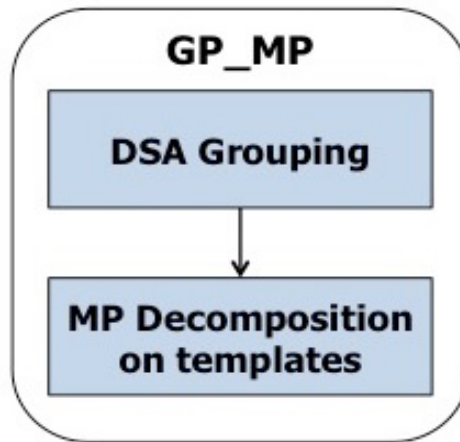 GP_MP
DSA Grouping
MP Decomposition
on templates